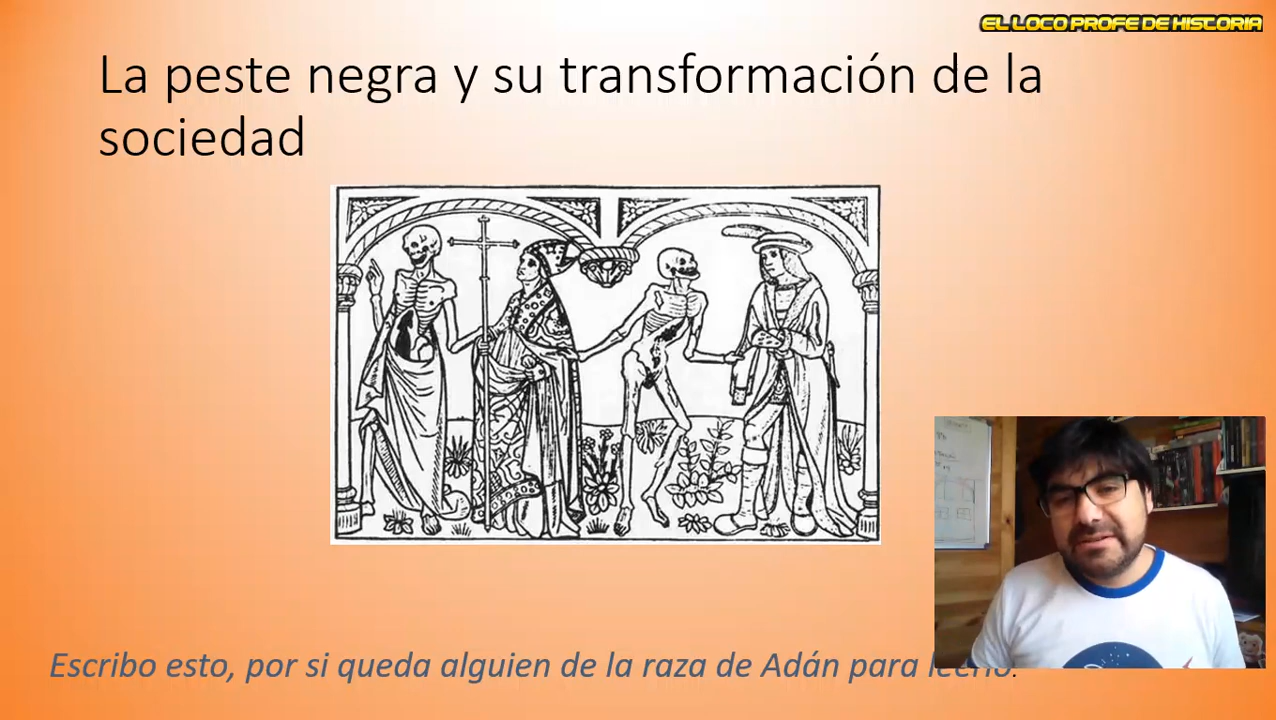 EL LOCO PROFE DE HISTORIA
La peste negra y su transformación de la
sociedad
Escribo esto, por si queda alguien de la raza de Adán para leerlo.